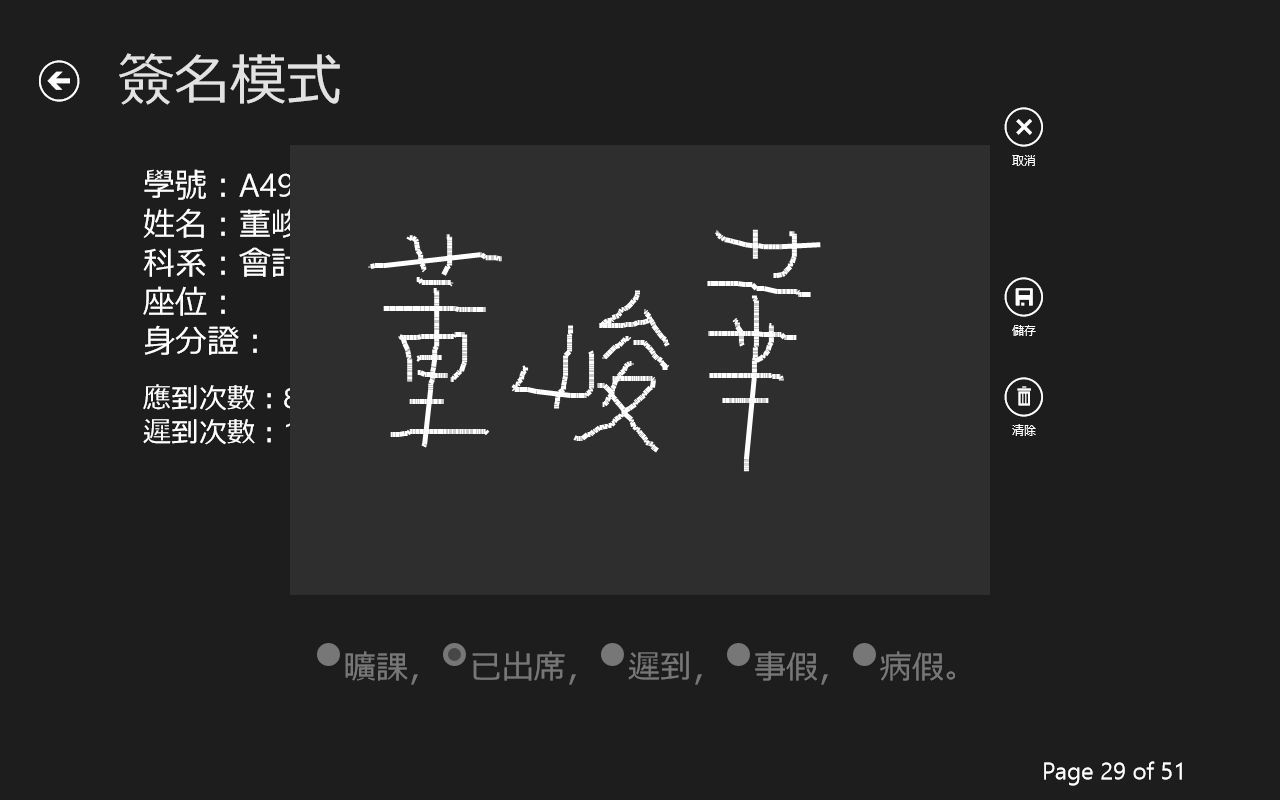 簽名模式
取消
學號：A49
姓名：董峻
科系：會計
座位：
身分證：
應到次數：8
遲到次數：1
董峻華
儲存
清除
曠課， 已出席， 遲到， 事假， 病假。
Page 29 of 51